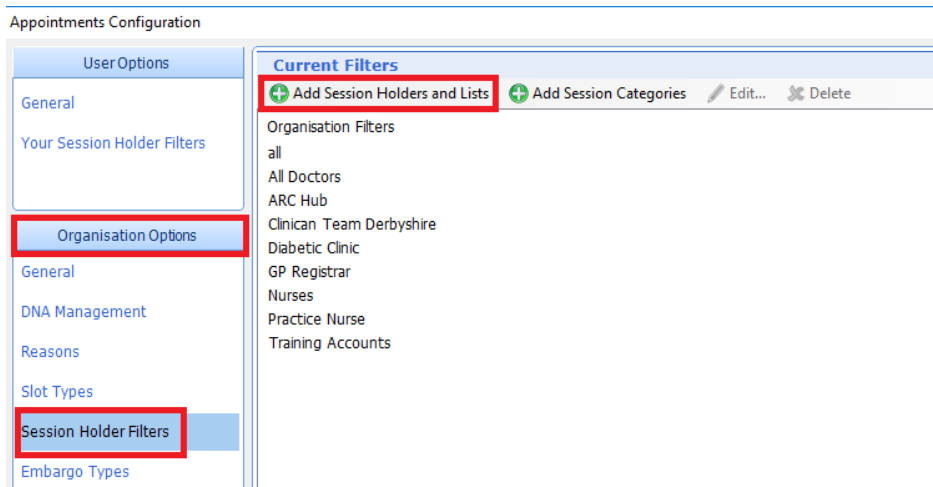 Appointments Configuration
User Options
General
Your Session Holder Filters
Organisation Options
General
DNA Management
Reasons
Slot Types
Session Holder Filters
Embargo Types
Current Filters
Add Session Holders and Lists Add Session Categories Edit... Delete
Organisation Filters
all
All Doctors
ARC Hub
Clinican Team Derbyshire
Diabetic Clinic
GP Registrar
Nurses
Practice Nurse
Training Accounts